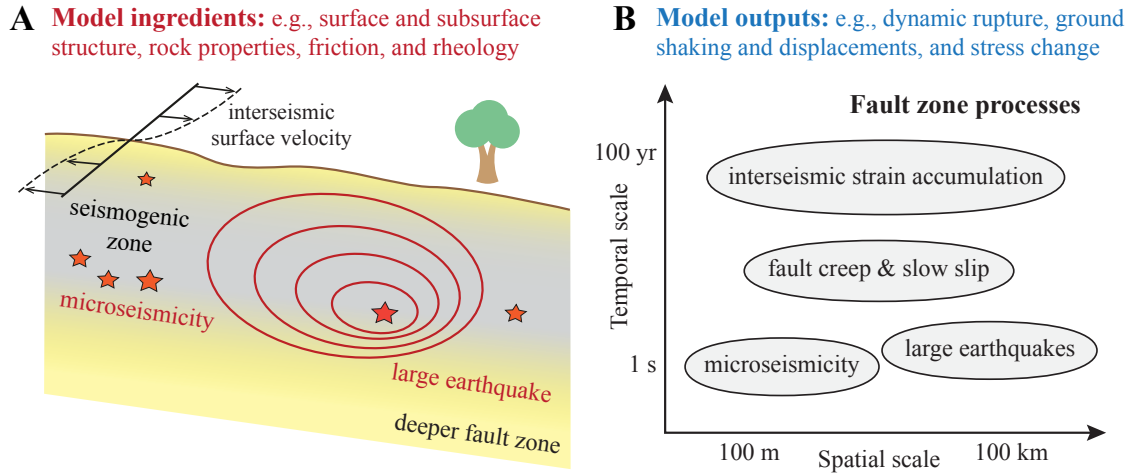 A Model ingredients: e.g., surface and subsurface
structure, rock properties, friction, and rheology
interseismic
surface velocity
seismogenic
zone
microseismicity
large earthquake
deeper fault zone
B Model outputs: e.g., dynamic rupture, ground
shaking and displacements, and stress change
Fault zone processes
Temporal scale
100 yr
1 s
interseismic strain accumulation
fault creep & slow slip
microseismicity
large earthquakes
100 m
100 km
Spatial scale